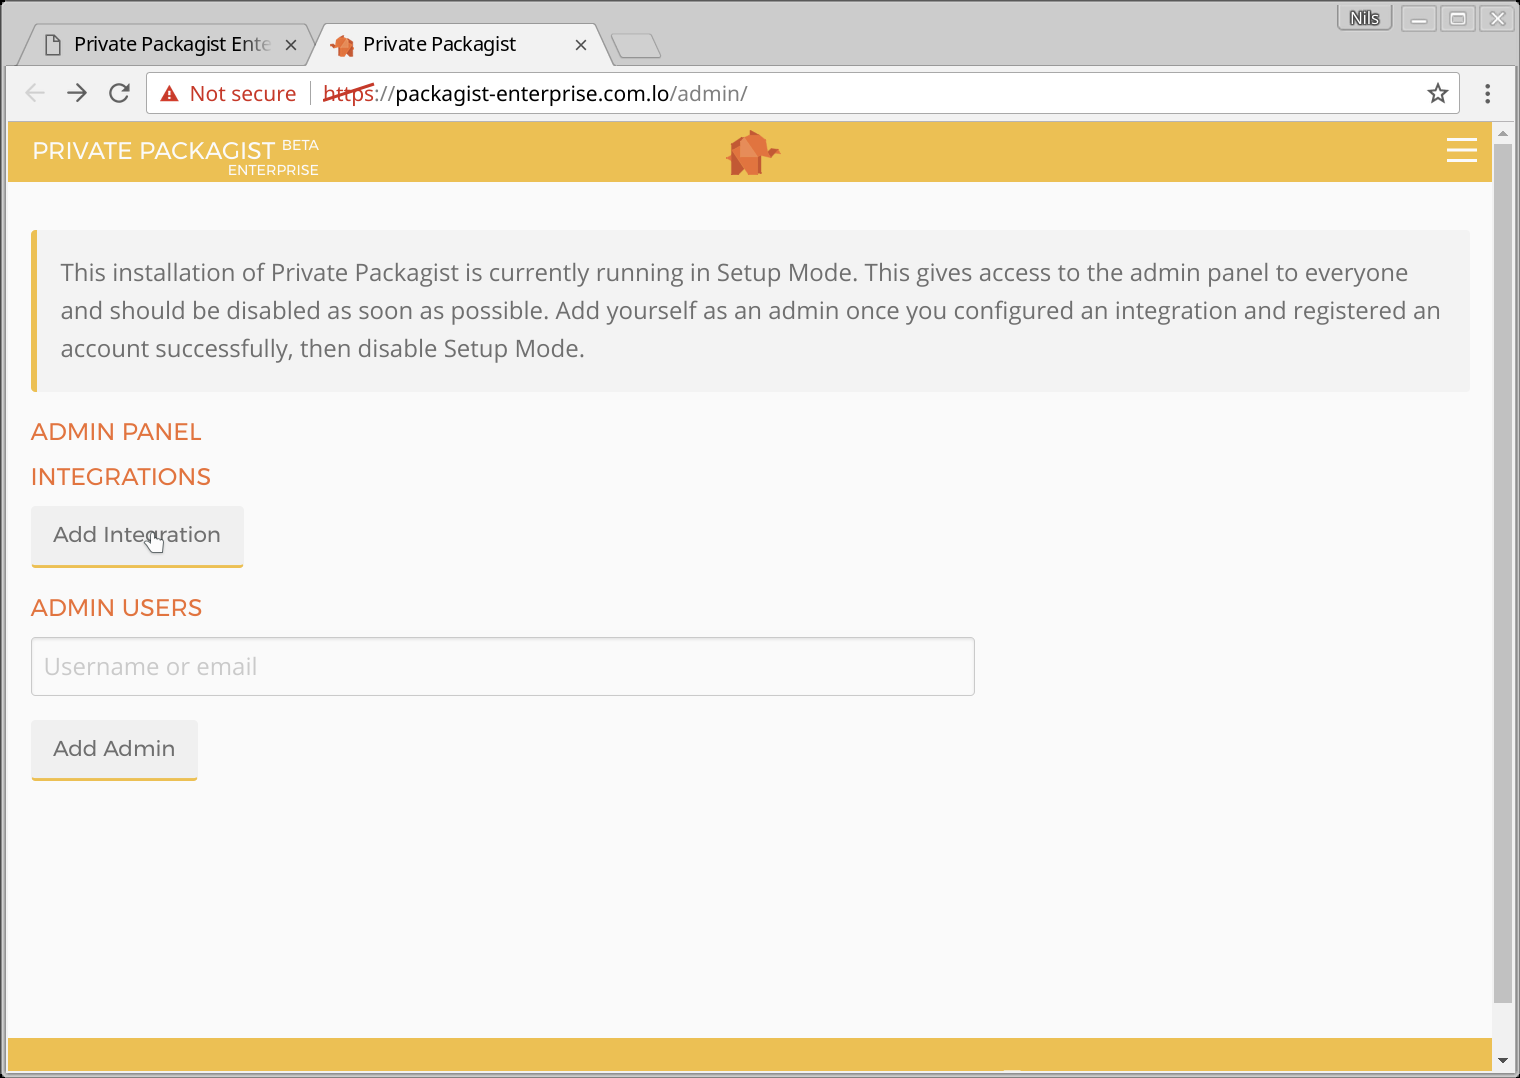 Nils
Private Packagist Ente
Private Packagist
Not secure https://packagist-enterprise.com.lo/admin/
PRIVATE PACKAGIST BETA
ENTERPRISE
This installation of Private Packagist is currently running in Setup Mode. This gives access to the admin panel to everyone
and should be disabled as soon as possible. Add yourself as an admin once you configured an integration and registered an
account successfully, then disable Setup Mode.
ADMIN PANEL
INTEGRATIONS
Add Integration
ADMIN USERS
Username or email
Add Admin